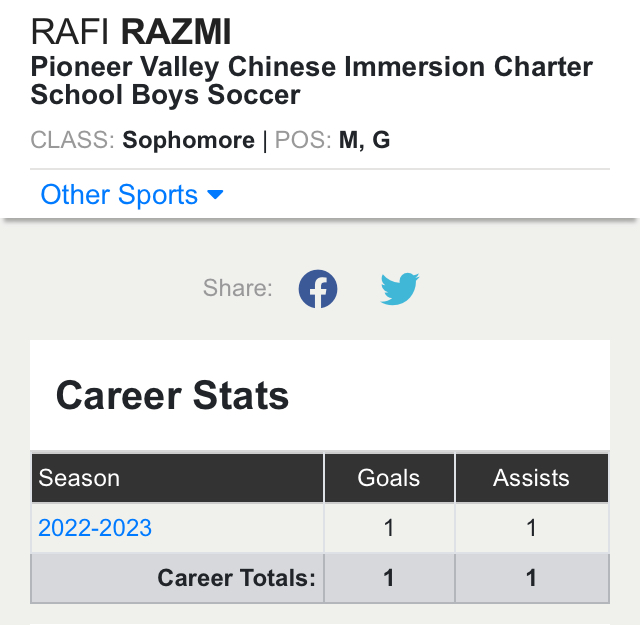 RAFI RAZMI
Pioneer Valley Chinese Immersion Charter
School Boys Soccer
CLASS: Sophomore | POS: M, G
Other Sports
Share:
Career Stats
Season Goals Assists
2022-2023 1 1
Career Totals: 1 1